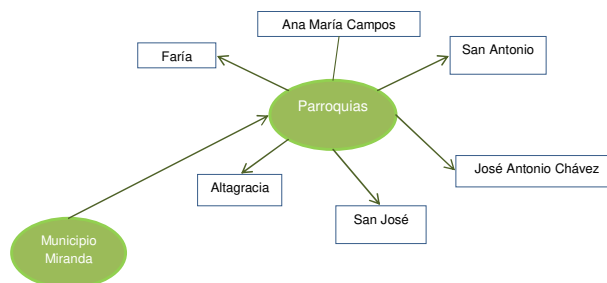 Ana María Campos
Faría
San Antonio
Parroquias
José Antonio Chávez
Altagracia
San José
Municipio
Miranda